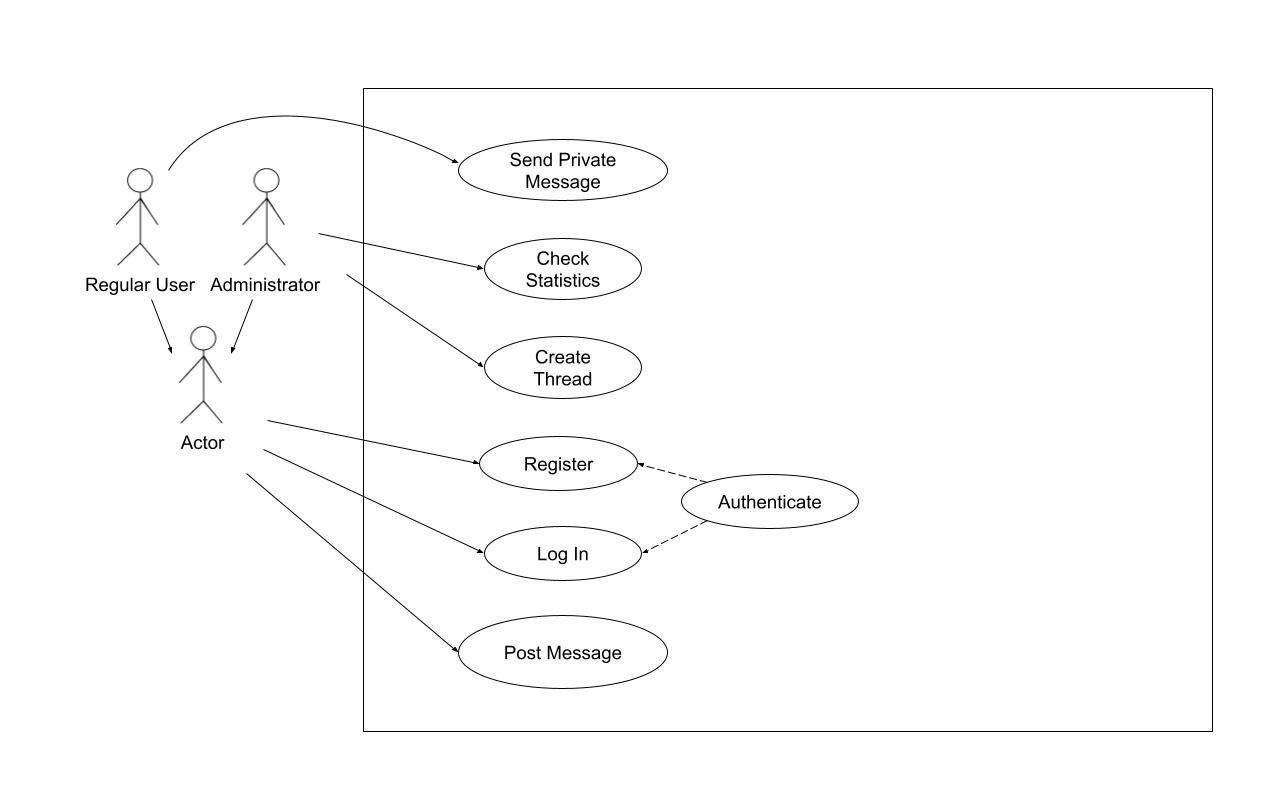 Send Private
Message
Check
Statistics
Regular User
Administrator
Create
Thread
Actor
Register
Authenticate
Log In
Post Message